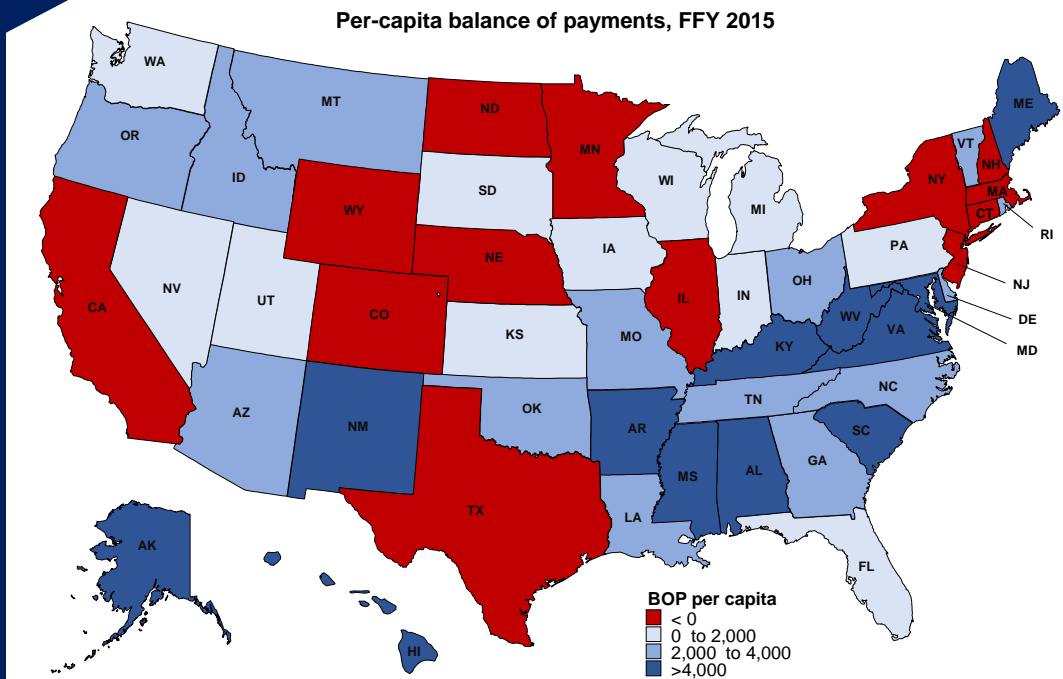 Per-capita balance of payments, FFY 2015
WA
MT
ND
MN
ME
OR
ID
SD
WI
MI
VT
NH
NY
MA
CT
RI
WY
NE
IA
PA
NJ
NV
UT
CO
CA
KS
MO
IL
IN
OH
WV
VA
KY
DE
MD
AZ
NM
OK
AR
TN
NC
SC
MS
AL
GA
TX
LA
FL
AK
HI
BOP per capita
< 0
0 to 2,000
2,000 to 4,000
>4,000